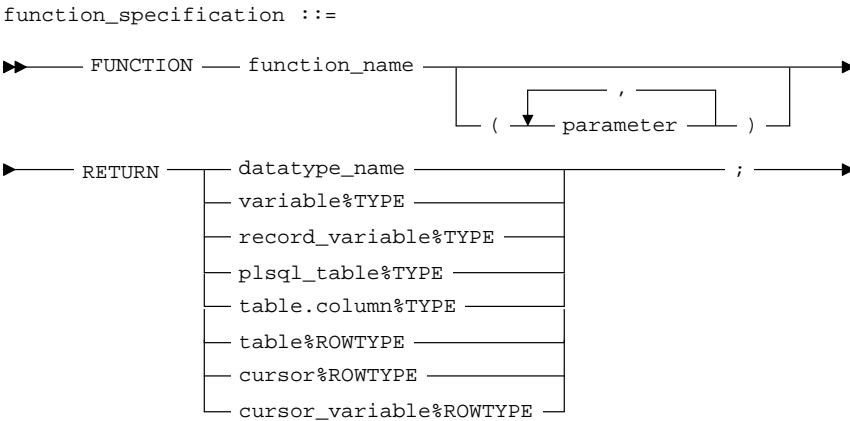 function_specification ::=
FUNCTION function_name
,
( parameter )
RETURN datatype_name ;
variable%TYPE
record_variable%TYPE
plsql_table%TYPE
table.column%TYPE
table%ROWTYPE
cursor%ROWTYPE
cursor_variable%ROWTYPE